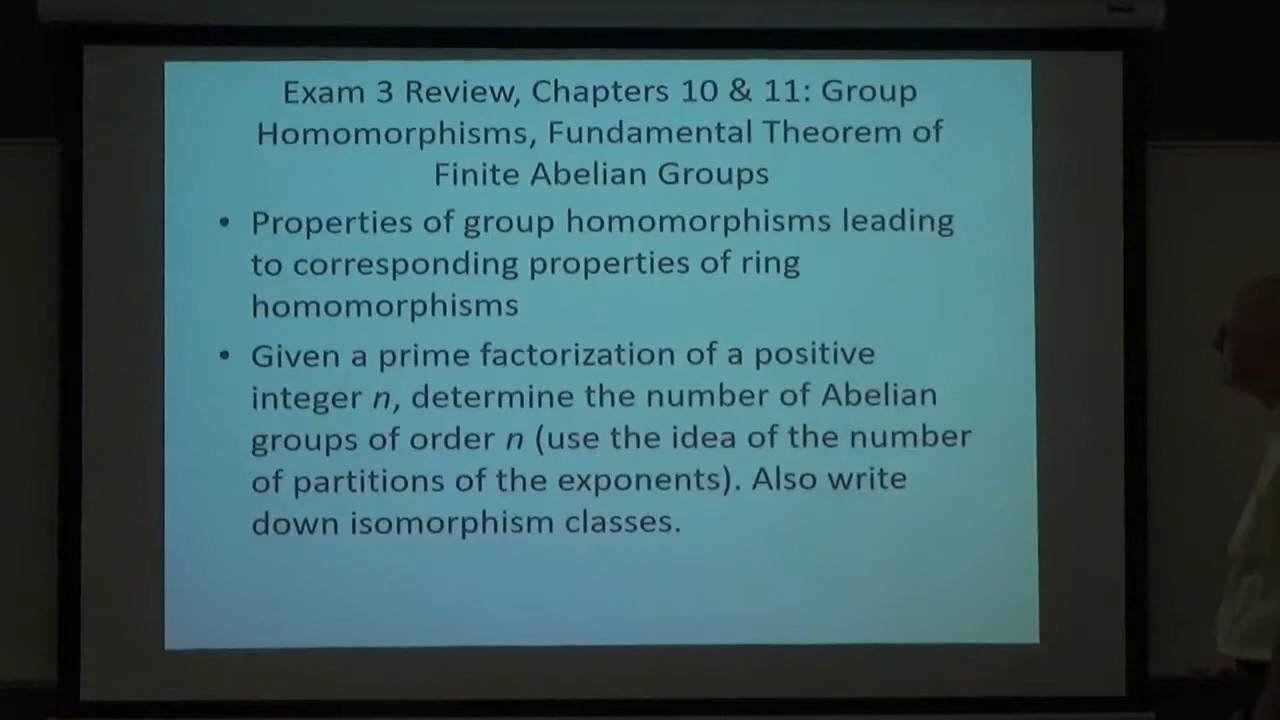 Exam 3 Review, Chapters 10 & 11: Group
Homomorphisms, Fundamental Theorem of
Finite Abelian Groups
• Properties of group homomorphisms leading
to corresponding properties of ring
homomorphisms
• Given a prime factorization of a positive
integer n, determine the number of Abelian
groups of order n (use the idea of the number
of partitions of the exponents). Also write
down isomorphism classes.